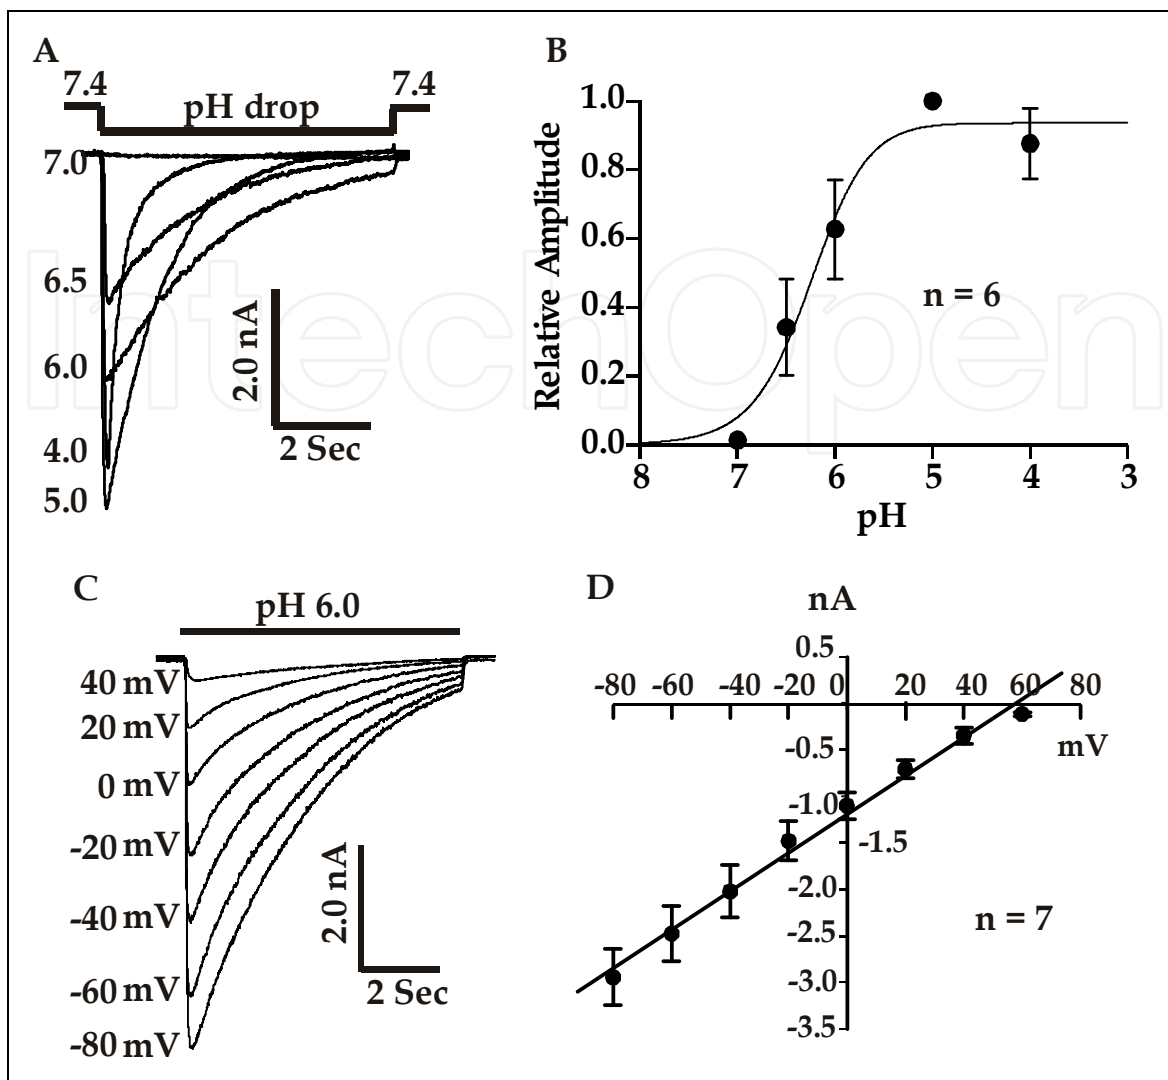 A
7.4
7.4
pH drop
7.0
6.5
6.0
4.0
5.0
2.0 nA
2 Sec
B
1.0
0.8
0.6
0.4
0.2
0.0
Relative Amplitude
n = 6
8 7 6 5 4 3
pH
C
pH 6.0
40 mV
20 mV
0 mV
-20 mV
-40 mV
-60 mV
-80 mV
2.0 nA
2 Sec
D
nA
0.5
-80 -60 -40 -20 0 20 40 60 80
mV
-0.5
-1.0
-1.5
-2.0
-2.5
-3.0
-3.5
n = 7
IntechOpen